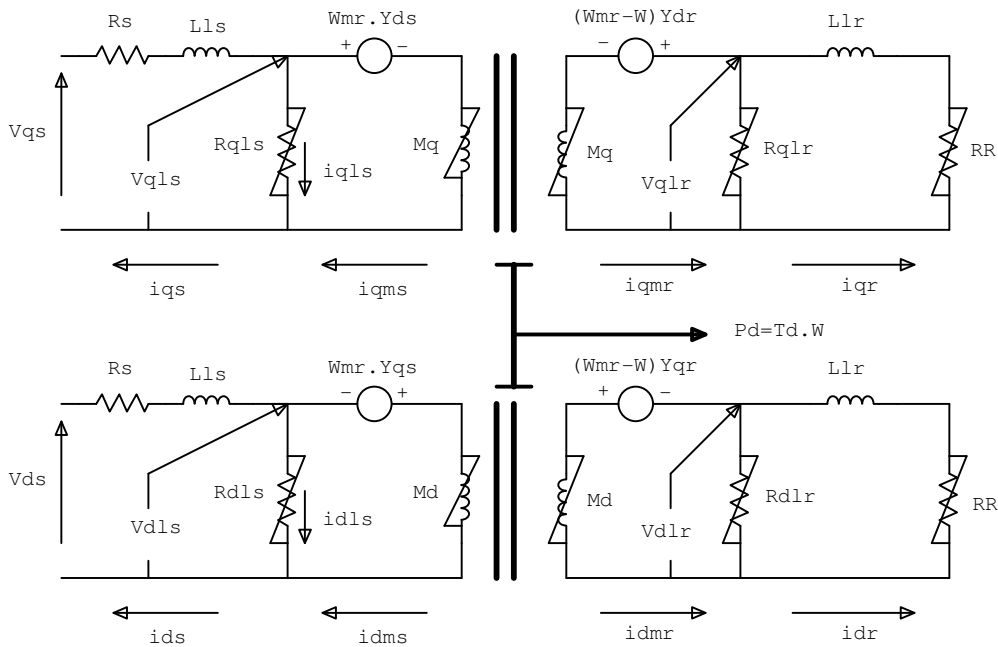 Rs Lls Wmr.Yds (Wmr-W)Ydr Llr
+ − − +
Vqs Rqls iqls Mq Mq Rqlr RR
Vqls Vqlr
iqs iqms iqmr iqr
Pd=Td.W
Rs Lls Wmr.Yqs (Wmr-W)Yqr Llr
− + + −
Vds Rdls idls Md Md Rdlr RR
Vdls Vdlr
ids idms idmr idr